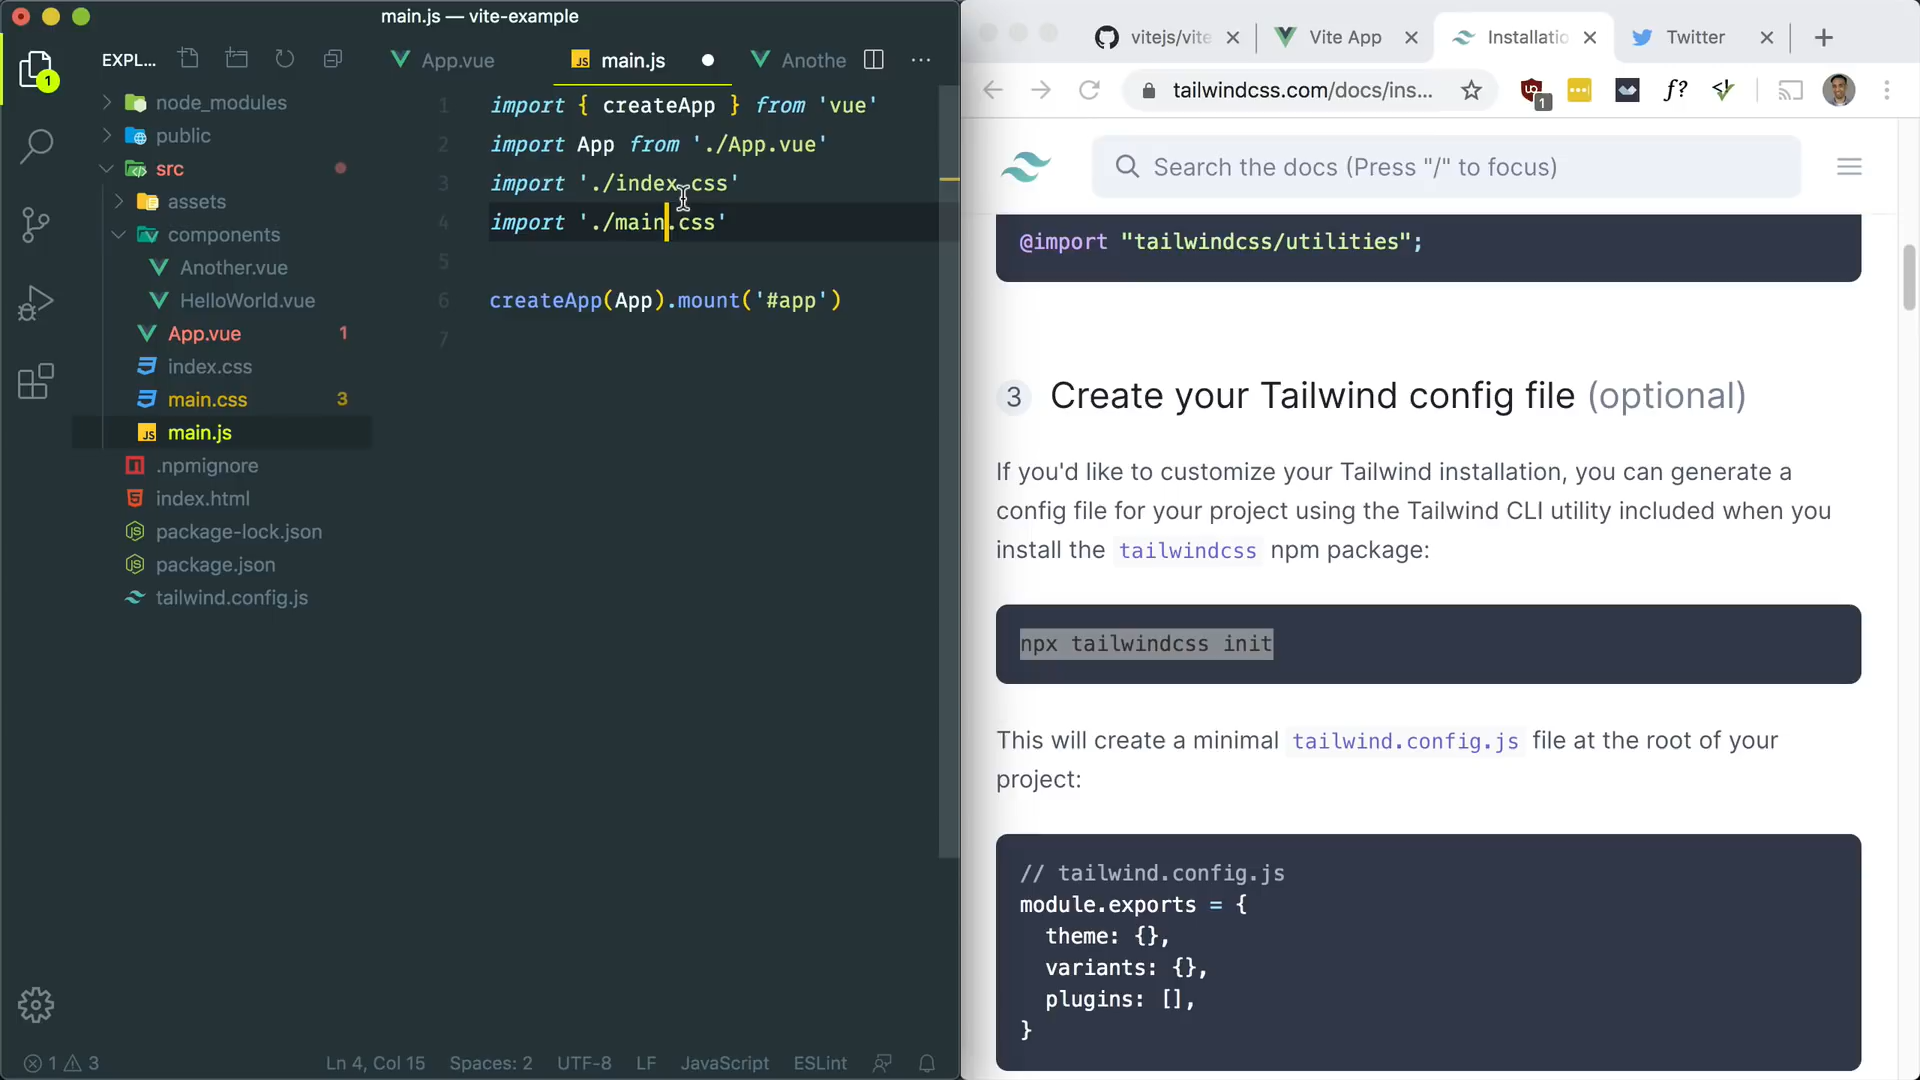 main.js — vite-example
EXPL...
App.vue
main.js
Anothe
1
node_modules
public
src
assets
components
Another.vue
HelloWorld.vue
App.vue 1
index.css
main.css 3
main.js
.npmignore
index.html
package-lock.json
package.json
tailwind.config.js
1 import { createApp } from 'vue'
2 import App from './App.vue'
3 import './index.css'
4 import './main.css'
5
6 createApp(App).mount('#app')
7
1 3
Ln 4, Col 15
Spaces: 2
UTF-8
LF
JavaScript
ESLint
vitejs/vite
Vite App
Installatio
Twitter
tailwindcss.com/docs/ins...
1
f?
Search the docs (Press "/" to focus)
@import "tailwindcss/utilities";
3 Create your Tailwind config file (optional)
If you'd like to customize your Tailwind installation, you can generate a
config file for your project using the Tailwind CLI utility included when you
install the tailwindcss npm package:
npx tailwindcss init
This will create a minimal tailwind.config.js file at the root of your
project:
// tailwind.config.js
module.exports = {
theme: {},
variants: {},
plugins: [],
}